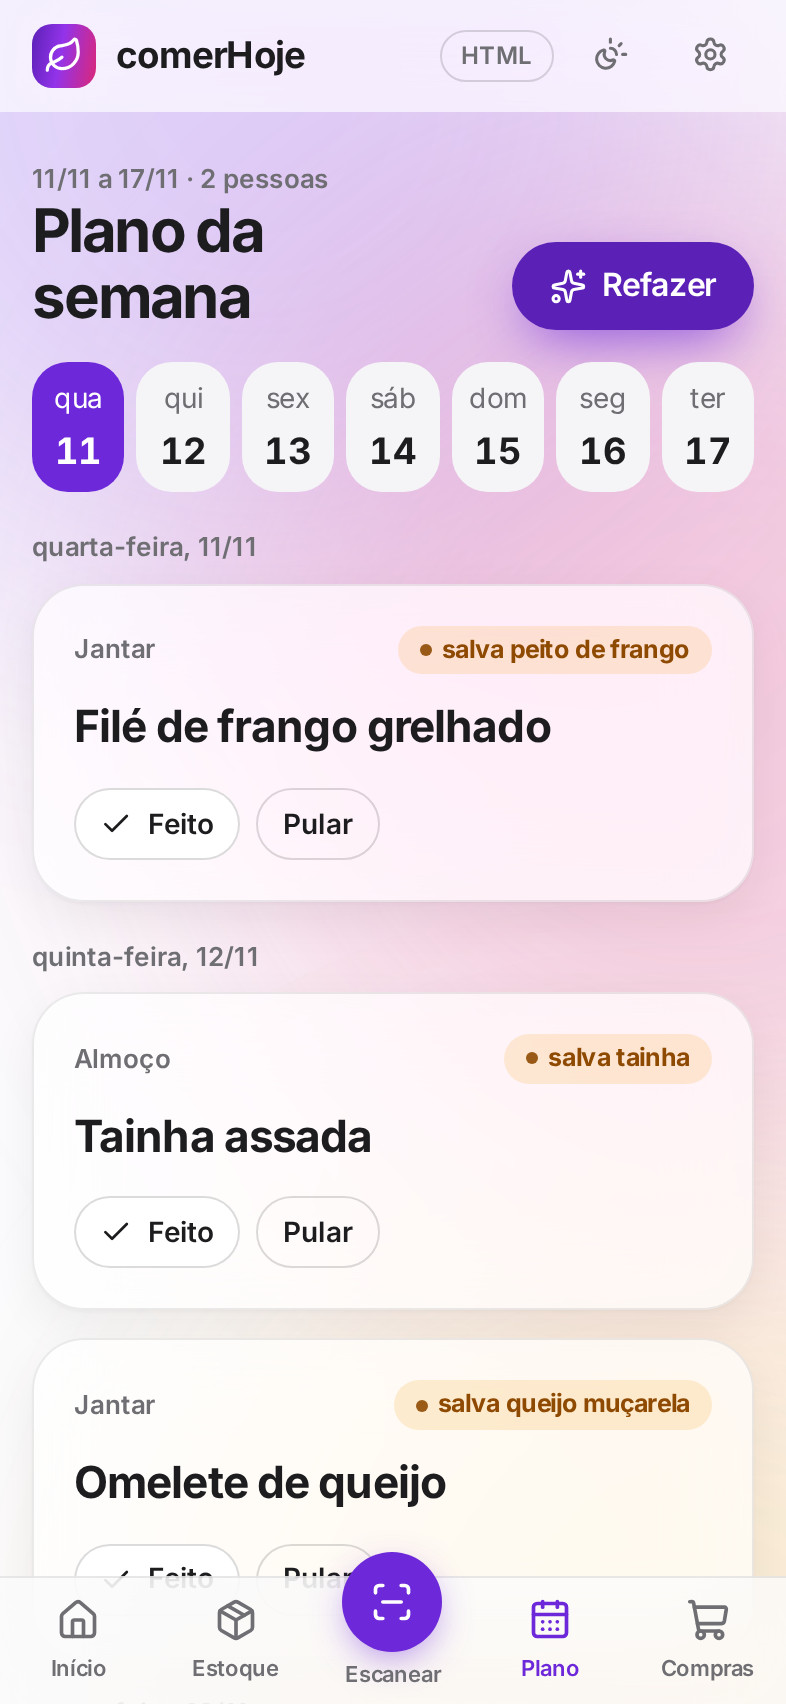 comerHoje
HTML
11/11 a 17/11 · 2 pessoas
Plano da
semana
Refazer
qua qui sex sáb dom seg ter
11 12 13 14 15 16 17
quarta-feira, 11/11
Jantar
salva peito de frango
Filé de frango grelhado
Feito
Pular
quinta-feira, 12/11
Almoço
salva tainha
Tainha assada
Feito
Pular
Jantar
salva queijo muçarela
Omelete de queijo
Feito
Pular
Início
Estoque
Escanear
Plano
Compras